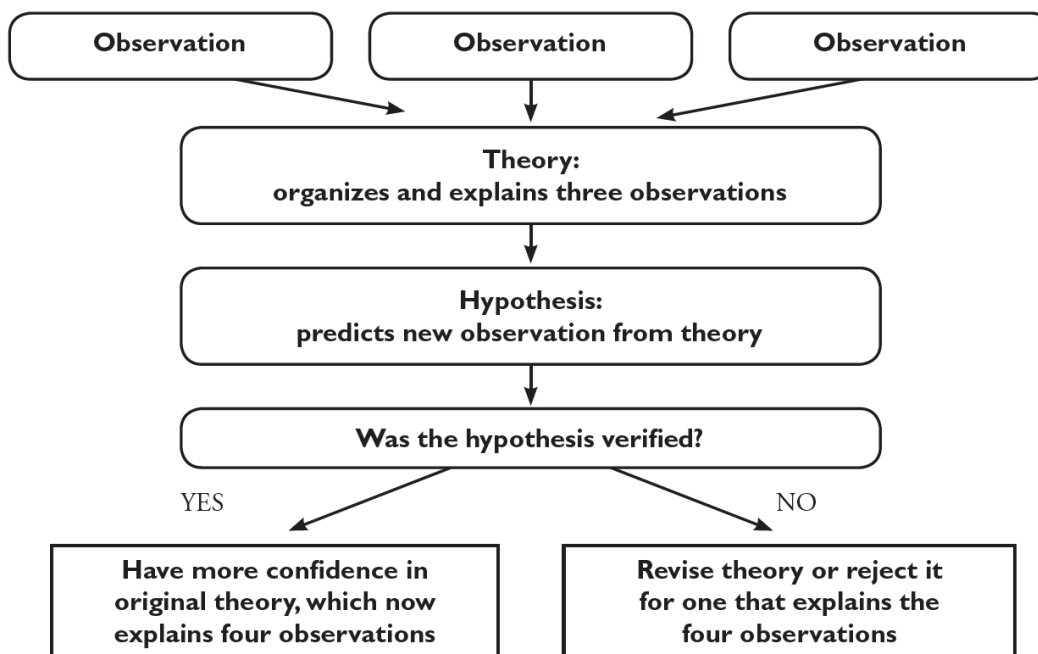 Observation
Observation
Observation
Theory:
organizes and explains three observations
Hypothesis:
predicts new observation from theory
Was the hypothesis verified?
YES
NO
Have more confidence in
original theory, which now
explains four observations
Revise theory or reject it
for one that explains the
four observations